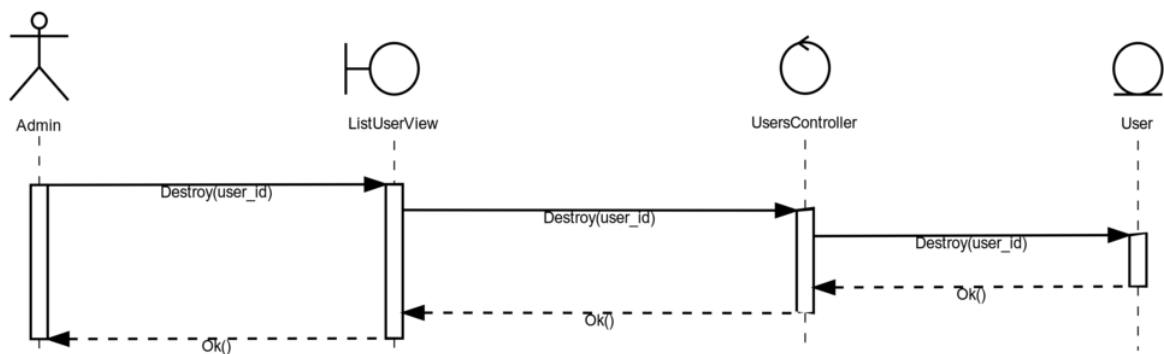 Admin
ListUserView
UsersController
User
Destroy(user_id)
Destroy(user_id)
Destroy(user_id)
Ok()
Ok()
Ok()